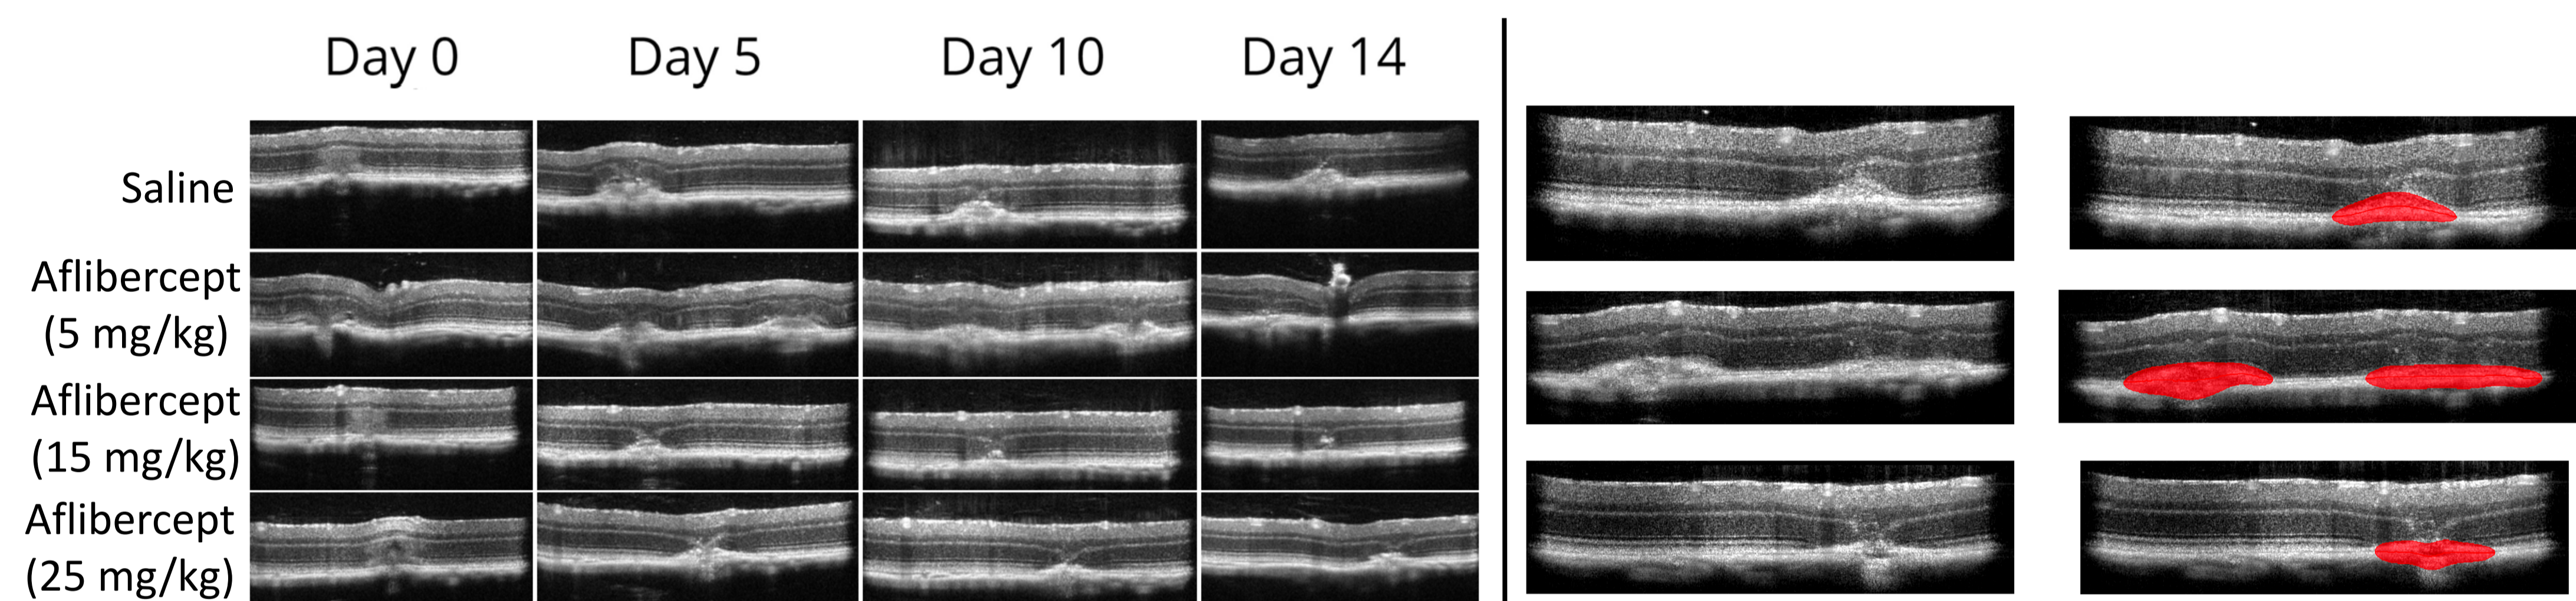 Day 0 Day 5 Day 10 Day 14
Saline
Aflibercept
(5 mg/kg)
Aflibercept
(15 mg/kg)
Aflibercept
(25 mg/kg)